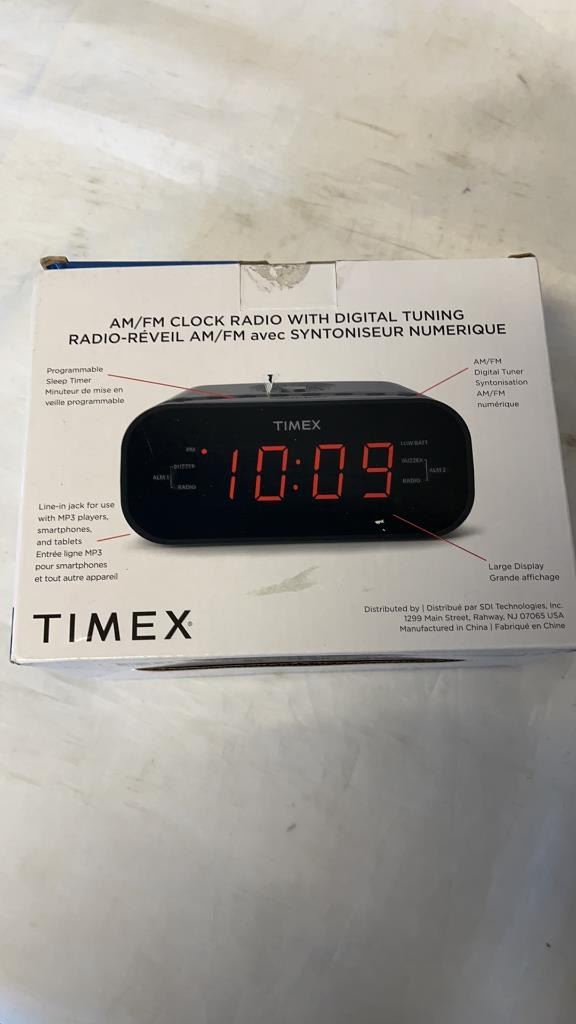 AM/FM CLOCK RADIO WITH DIGITAL TUNING
RADIO-RÉVEIL AM/FM avec SYNTONISEUR NUMERIQUE
Programmable
Sleep Timer
Minuteur de mise en
veille programmable
AM/FM
Digital Tuner
Syntonisation
AM/FM
numérique
TIMEX
PM
BUZZER
ALM 1
RADIO
10:09
LOW BATT
BUZZER
ALM 2
RADIO
Line-in jack for use
with MP3 players,
smartphones,
and tablets
Entrée ligne MP3
pour smartphones
et tout autre appareil
Large Display
Grande affichage
TIMEX®
Distributed by | Distribué par SDI Technologies, Inc.
1299 Main Street, Rahway, NJ 07065 USA
Manufactured in China | Fabriqué en Chine